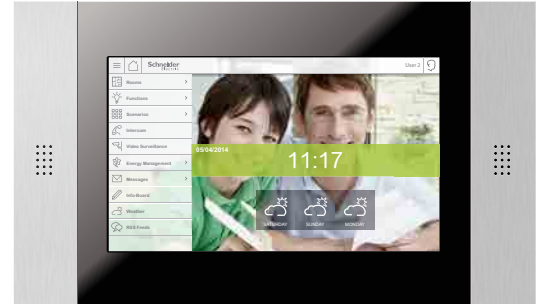 Schneider
Electric
User 2
Rooms
Functions
Scenarios
Intercom
Video Surveillance
Energy Management
Messages
Info-Board
Weather
RSS Feeds
05/04/2014
11:17
SATURDAY
SUNDAY
MONDAY